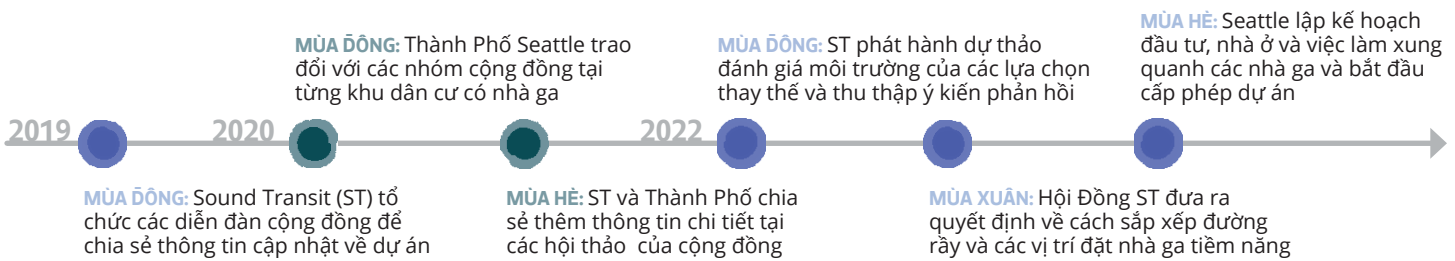 2019
MÙA ĐÔNG: Sound Transit (ST) tổ
chức các diễn đàn cộng đồng để
chia sẻ thông tin cập nhật về dự án
2020
MÙA ĐÔNG: Thành Phố Seattle trao
đổi với các nhóm cộng đồng tại
từng khu dân cư có nhà ga
MÙA HÈ: ST và Thành Phố chia
sẻ thêm thông tin chi tiết tại
các hội thảo của cộng đồng
2022
MÙA ĐÔNG: ST phát hành dự thảo
đánh giá môi trường của các lựa chọn
thay thế và thu thập ý kiến phản hồi
MÙA XUÂN: Hội Đồng ST đưa ra
quyết định về cách sắp xếp đường
rầy và các vị trí đặt nhà ga tiềm năng
MÙA HÈ: Seattle lập kế hoạch
đầu tư, nhà ở và việc làm xung
quanh các nhà ga và bắt đầu
cấp phép dự án